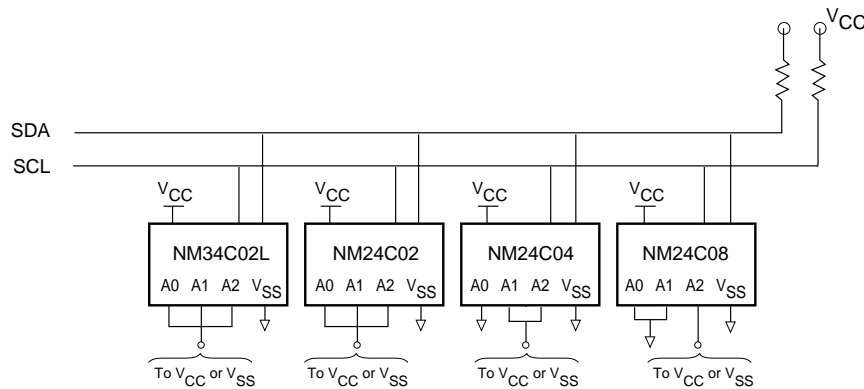 VCC
SDA
SCL
VCC VCC VCC VCC
NM34C02L NM24C02 NM24C04 NM24C08
A0 A1 A2 VSS A0 A1 A2 VSS A0 A1 A2 VSS A0 A1 A2 VSS
To VCC or VSS To VCC or VSS To VCC or VSS To VCC or VSS